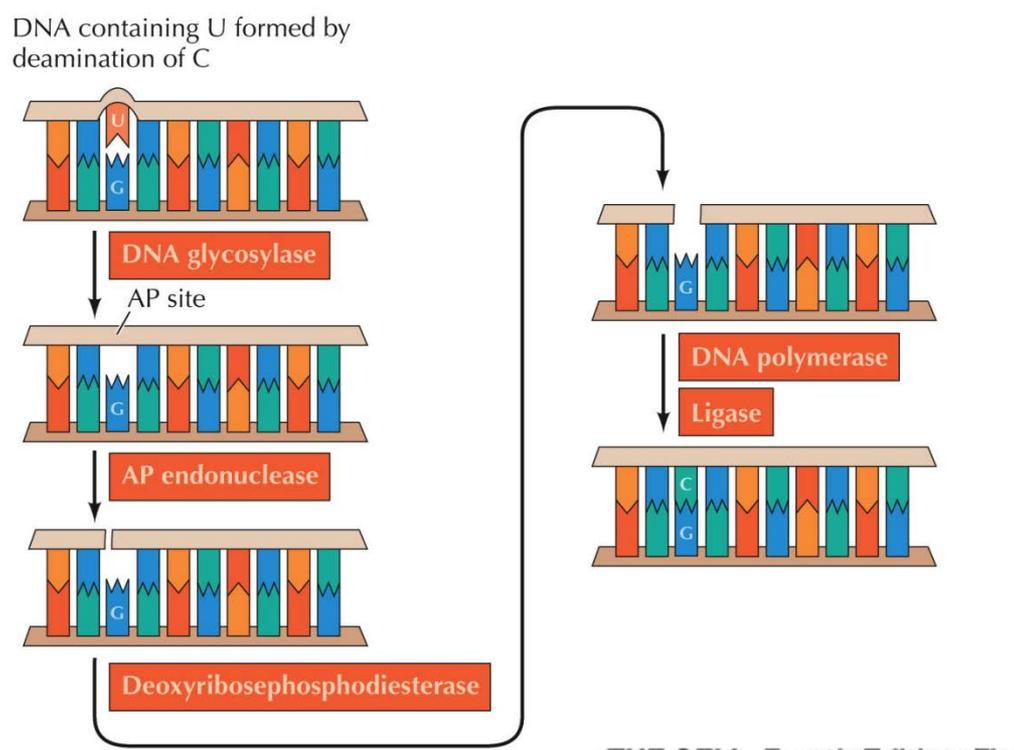 DNA containing U formed by
deamination of C
U
G
DNA glycosylase
AP site
G
AP endonuclease
G
Deoxyribosephosphodiesterase
G
DNA polymerase
Ligase
C
G